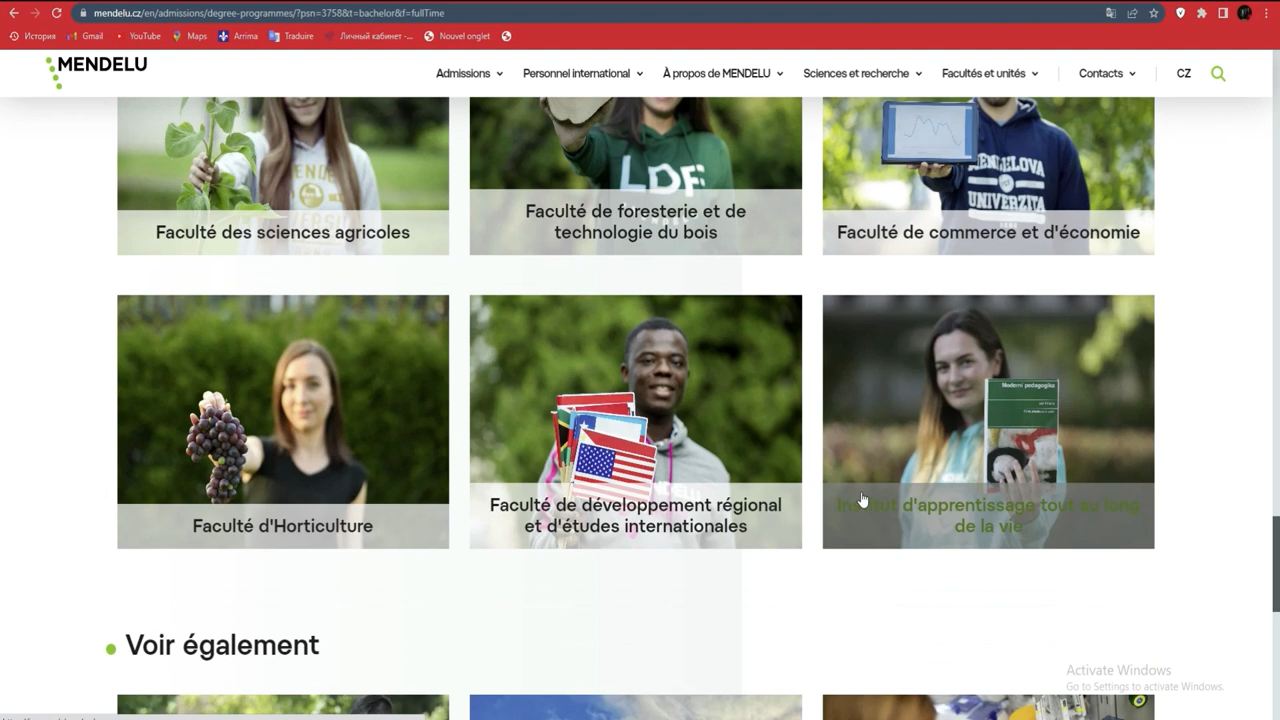 mendelu.cz/en/admissions/degree-programmes/?psn=3758&t=bachelor&f=fullTime
История Gmail YouTube Maps Arrima Traduire Личный кабинет -... Nouvel onglet
MENDELU
Admissions Personnel international À propos de MENDELU Sciences et recherche Facultés et unités Contacts CZ
LDF
MENDELOVA
UNIVERZITA
Faculté des sciences agricoles
Faculté de foresterie et de
technologie du bois
Faculté de commerce et d'économie
Moderní pedagogika
Faculté d'Horticulture
Faculté de développement régional
et d'études internationales
Institut d'apprentissage tout au long
de la vie
Voir également
Activate Windows
Go to Settings to activate Windows.